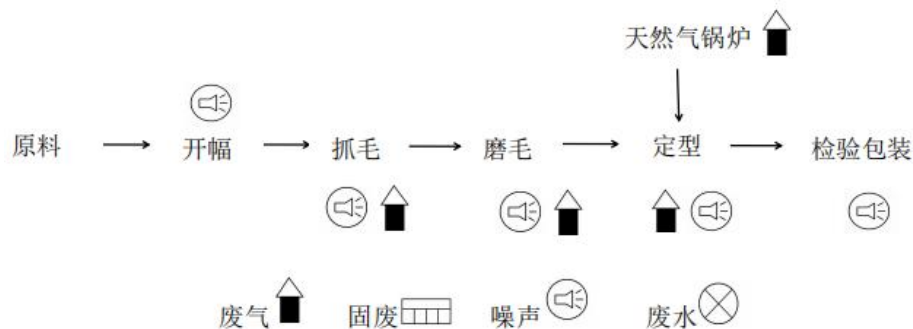 天然气锅炉
原料 开幅 抓毛 磨毛 定型 检验包装
废气 固废 噪声 废水